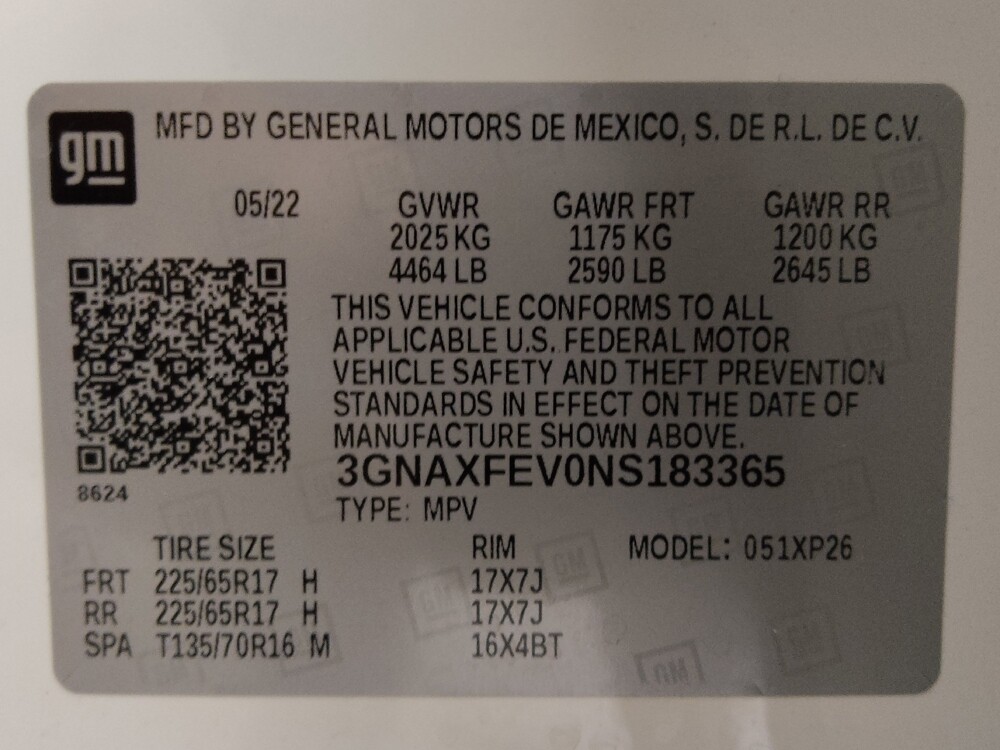 gm
MFD BY GENERAL MOTORS DE MEXICO, S. DE R.L. DE C.V.
05/22 GVWR GAWR FRT GAWR RR
2025 KG 1175 KG 1200 KG
4464 LB 2590 LB 2645 LB
THIS VEHICLE CONFORMS TO ALL
APPLICABLE U.S. FEDERAL MOTOR
VEHICLE SAFETY AND THEFT PREVENTION
STANDARDS IN EFFECT ON THE DATE OF
MANUFACTURE SHOWN ABOVE.
3GNAXFEV0NS183365
8624
TYPE: MPV
TIRE SIZE RIM MODEL: 051XP26
FRT 225/65R17 H 17X7J
RR 225/65R17 H 17X7J
SPA T135/70R16 M 16X4BT